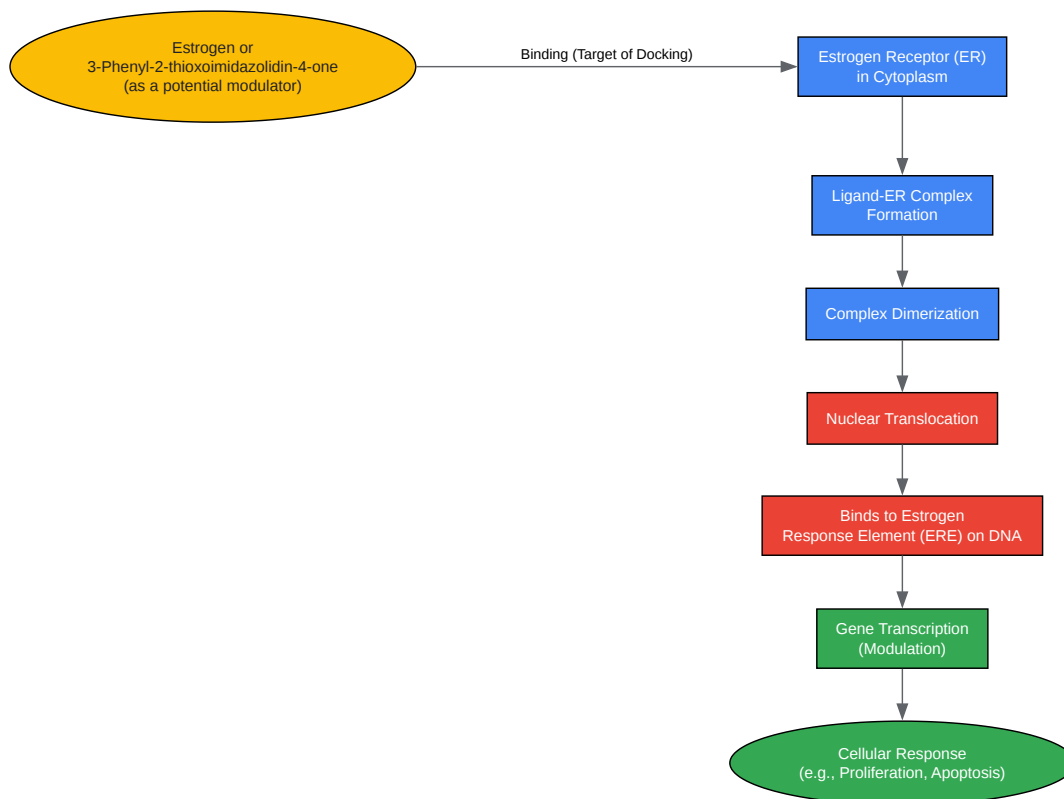 Estrogen or
3-Phenyl-2-thioxoimidazolidin-4-one
(as a potential modulator)
Binding (Target of Docking)
Estrogen Receptor (ER)
in Cytoplasm
Ligand-ER Complex
Formation
Complex Dimerization
Nuclear Translocation
Binds to Estrogen
Response Element (ERE) on DNA
Gene Transcription
(Modulation)
Cellular Response
(e.g., Proliferation, Apoptosis)